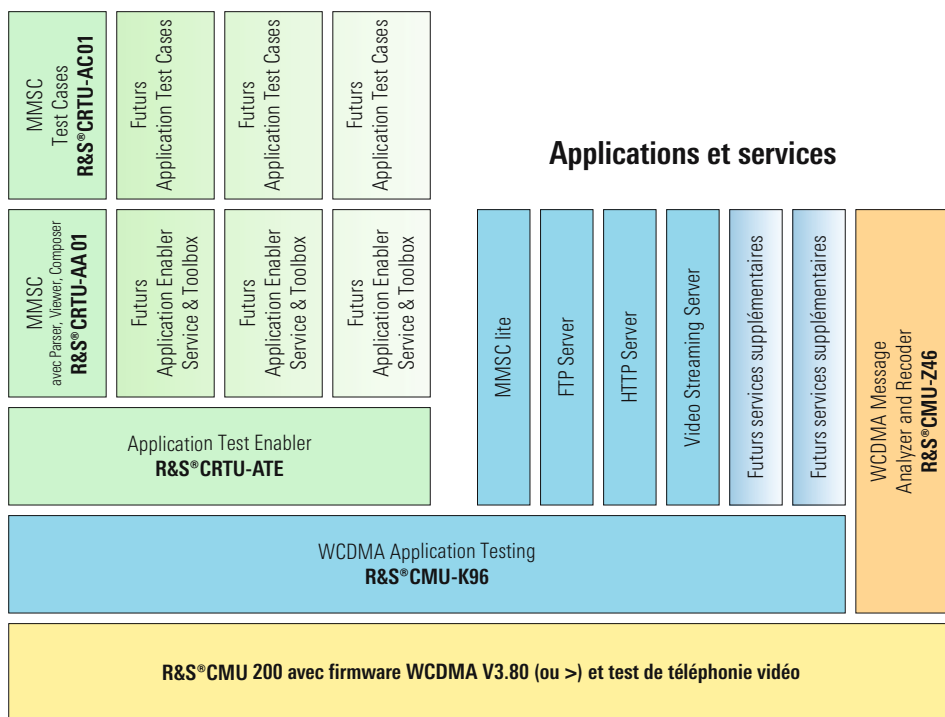 MMSC
Test Cases
R&S®CRTU-AC01
Futurs
Application Test Cases
Futurs
Application Test Cases
Futurs
Application Test Cases
Applications et services
MMSC
avec Parser, Viewer, Composer
R&S®CRTU-AA 01
Futurs
Application Enabler
Service & Toolbox
Futurs
Application Enabler
Service & Toolbox
Futurs
Application Enabler
Service & Toolbox
MMSC lite
FTP Server
HTTP Server
Video Streaming Server
Futurs services supplémentaires
Futurs services supplémentaires
WCDMA Message
Analyzer and Recoder
R&S®CMU-Z46
Application Test Enabler
R&S®CRTU-ATE
WCDMA Application Testing
R&S®CMU-K96
R&S®CMU 200 avec firmware WCDMA V3.80 (ou >) et test de téléphonie vidéo